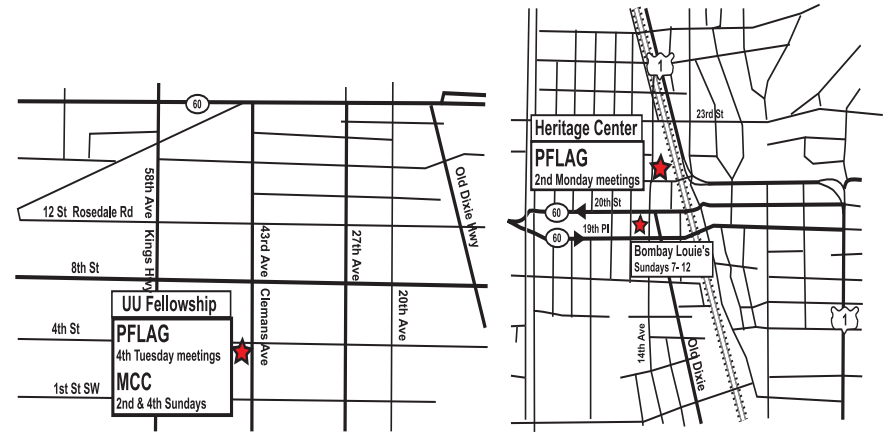 60
58th Ave Kings Hwy
12 St Rosedale Rd
43rd Ave Clemans Ave
27th Ave
20th Ave
Old Dixie Hwy
8th St
UU Fellowship
4th St
PFLAG
4th Tuesday meetings
MCC
2nd & 4th Sundays
1st St SW
1
23rd St
Heritage Center
PFLAG
2nd Monday meetings
60
20th St
60
19th Pl
Bombay Louie's
Sundays 7- 12
14th Ave
Old Dixie
1